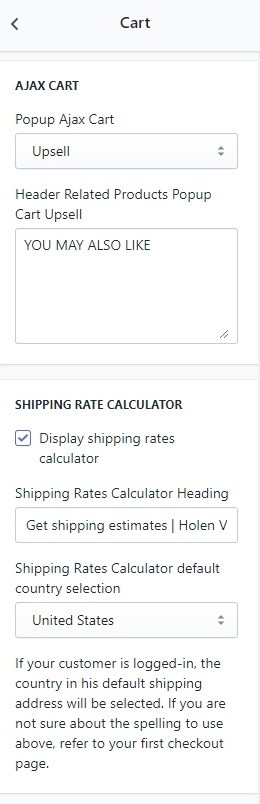 Cart
AJAX CART
Popup Ajax Cart
Upsell
Header Related Products Popup
Cart Upsell
YOU MAY ALSO LIKE
SHIPPING RATE CALCULATOR
Display shipping rates
calculator
Shipping Rates Calculator Heading
Get shipping estimates | Holen V
Shipping Rates Calculator default
country selection
United States
If your customer is logged-in, the
country in his default shipping
address will be selected. If you are
not sure about the spelling to use
above, refer to your first checkout
page.